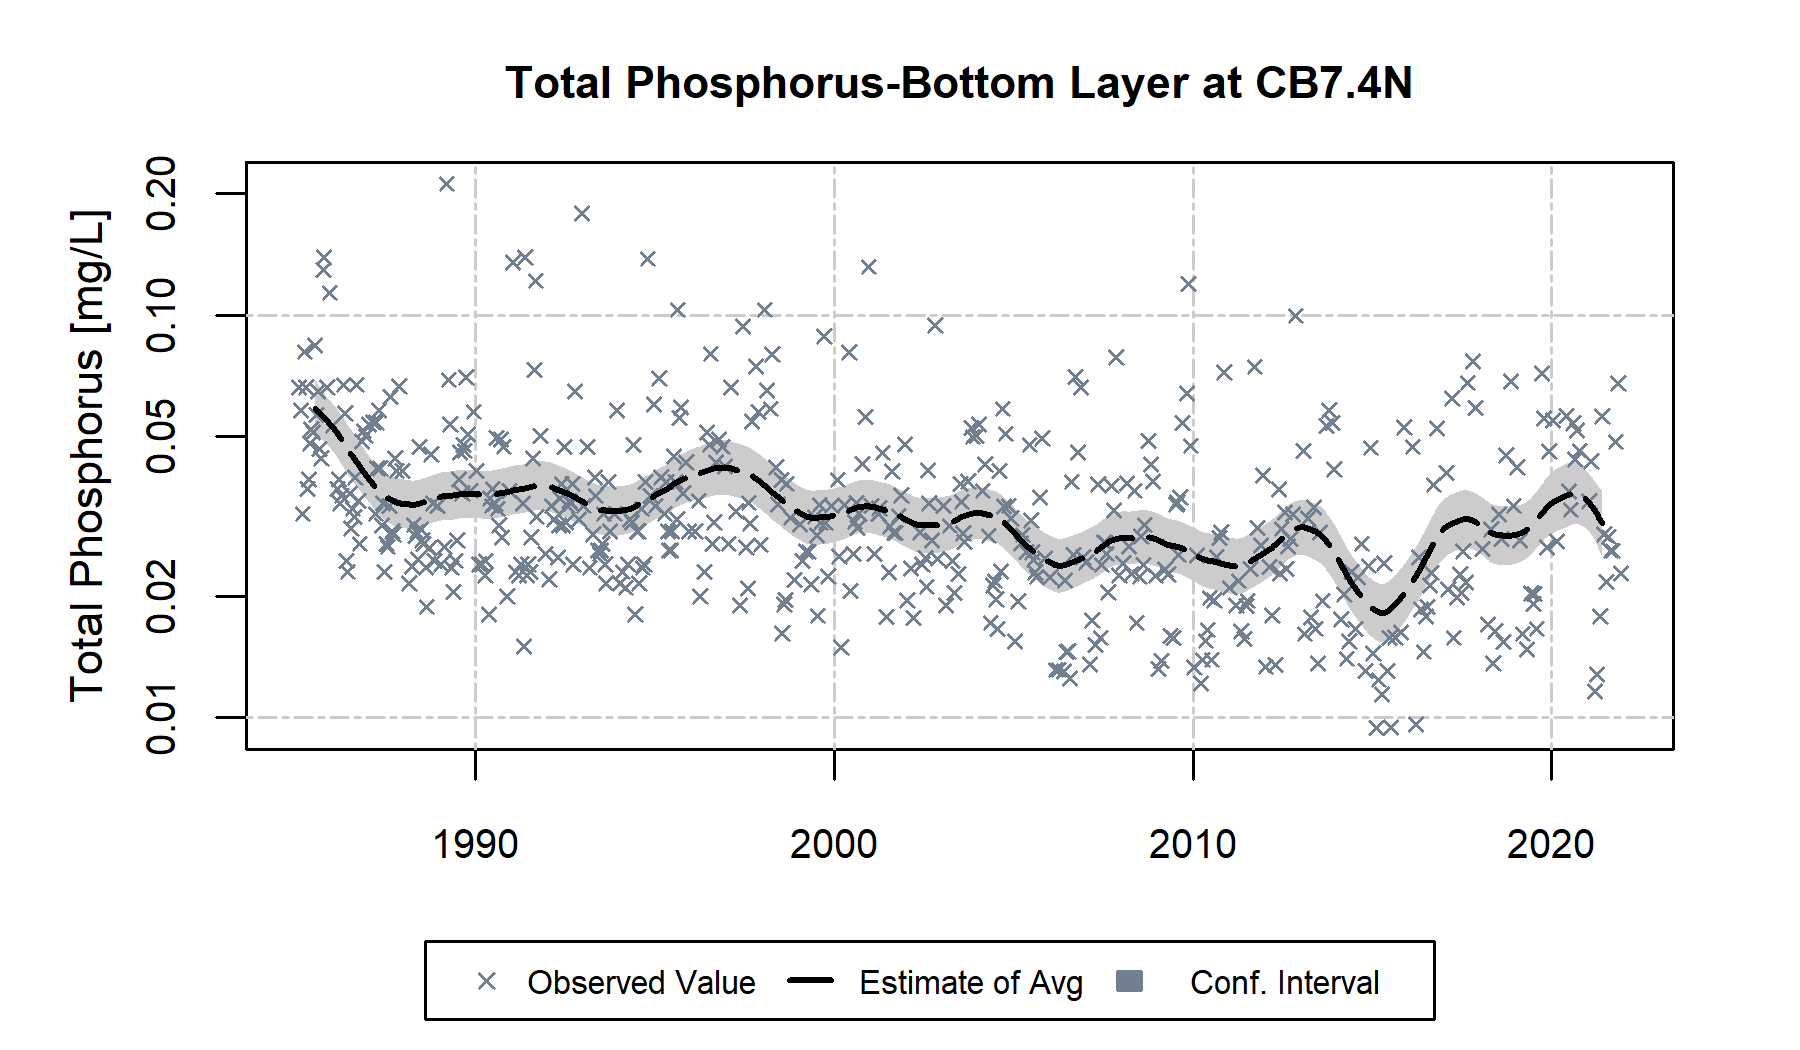 Total Phosphorus-Bottom Layer at CB7.4N
Total Phosphorus [mg/L]
0.20
0.10
0.05
0.02
0.01
1990 2000 2010 2020
Observed Value Estimate of Avg Conf. Interval